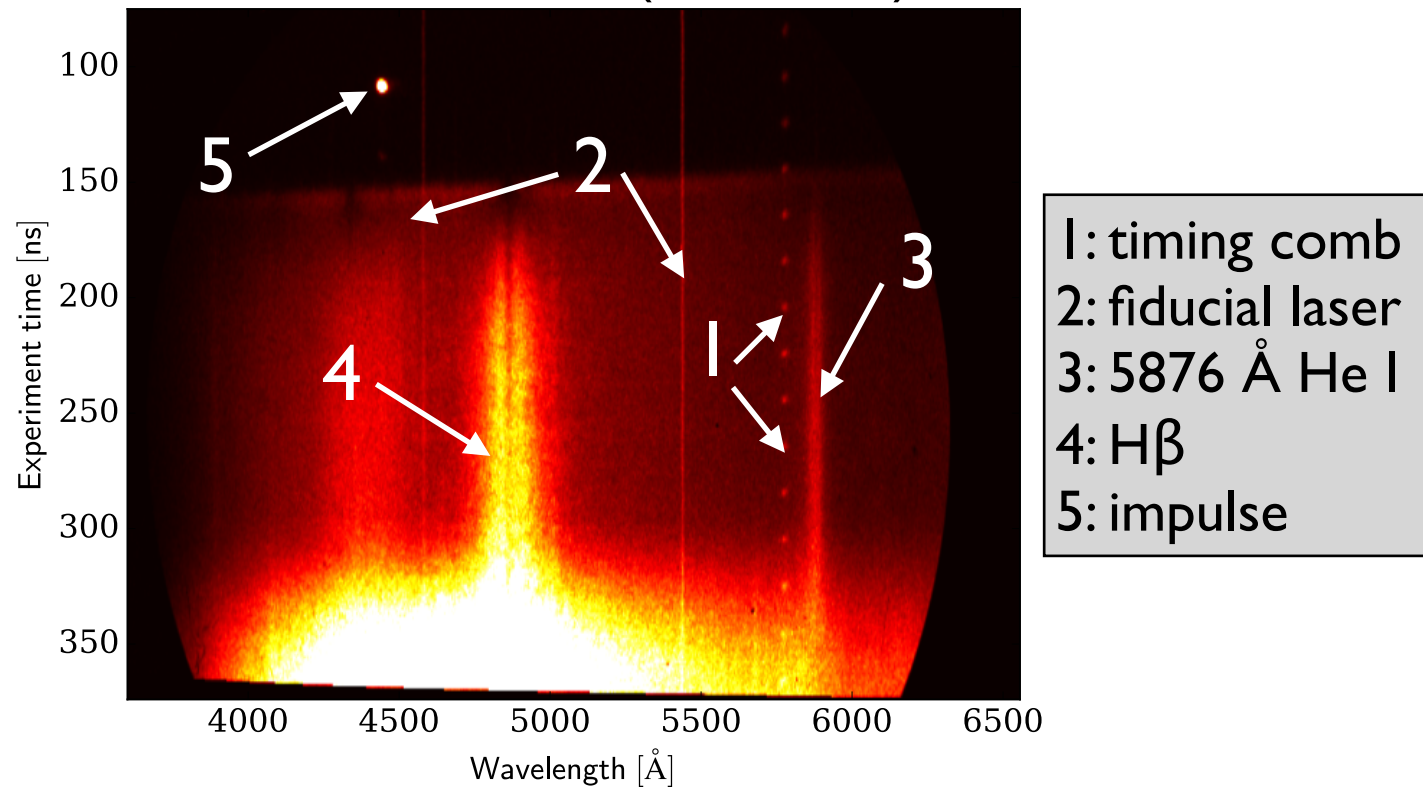 100
150
200
250
300
350
Experiment time [ns]
4000 4500 5000 5500 6000 6500
Wavelength [Å]
5
2
3
1
4
1: timing comb
2: fiducial laser
3: 5876 Å He I
4: Hβ
5: impulse